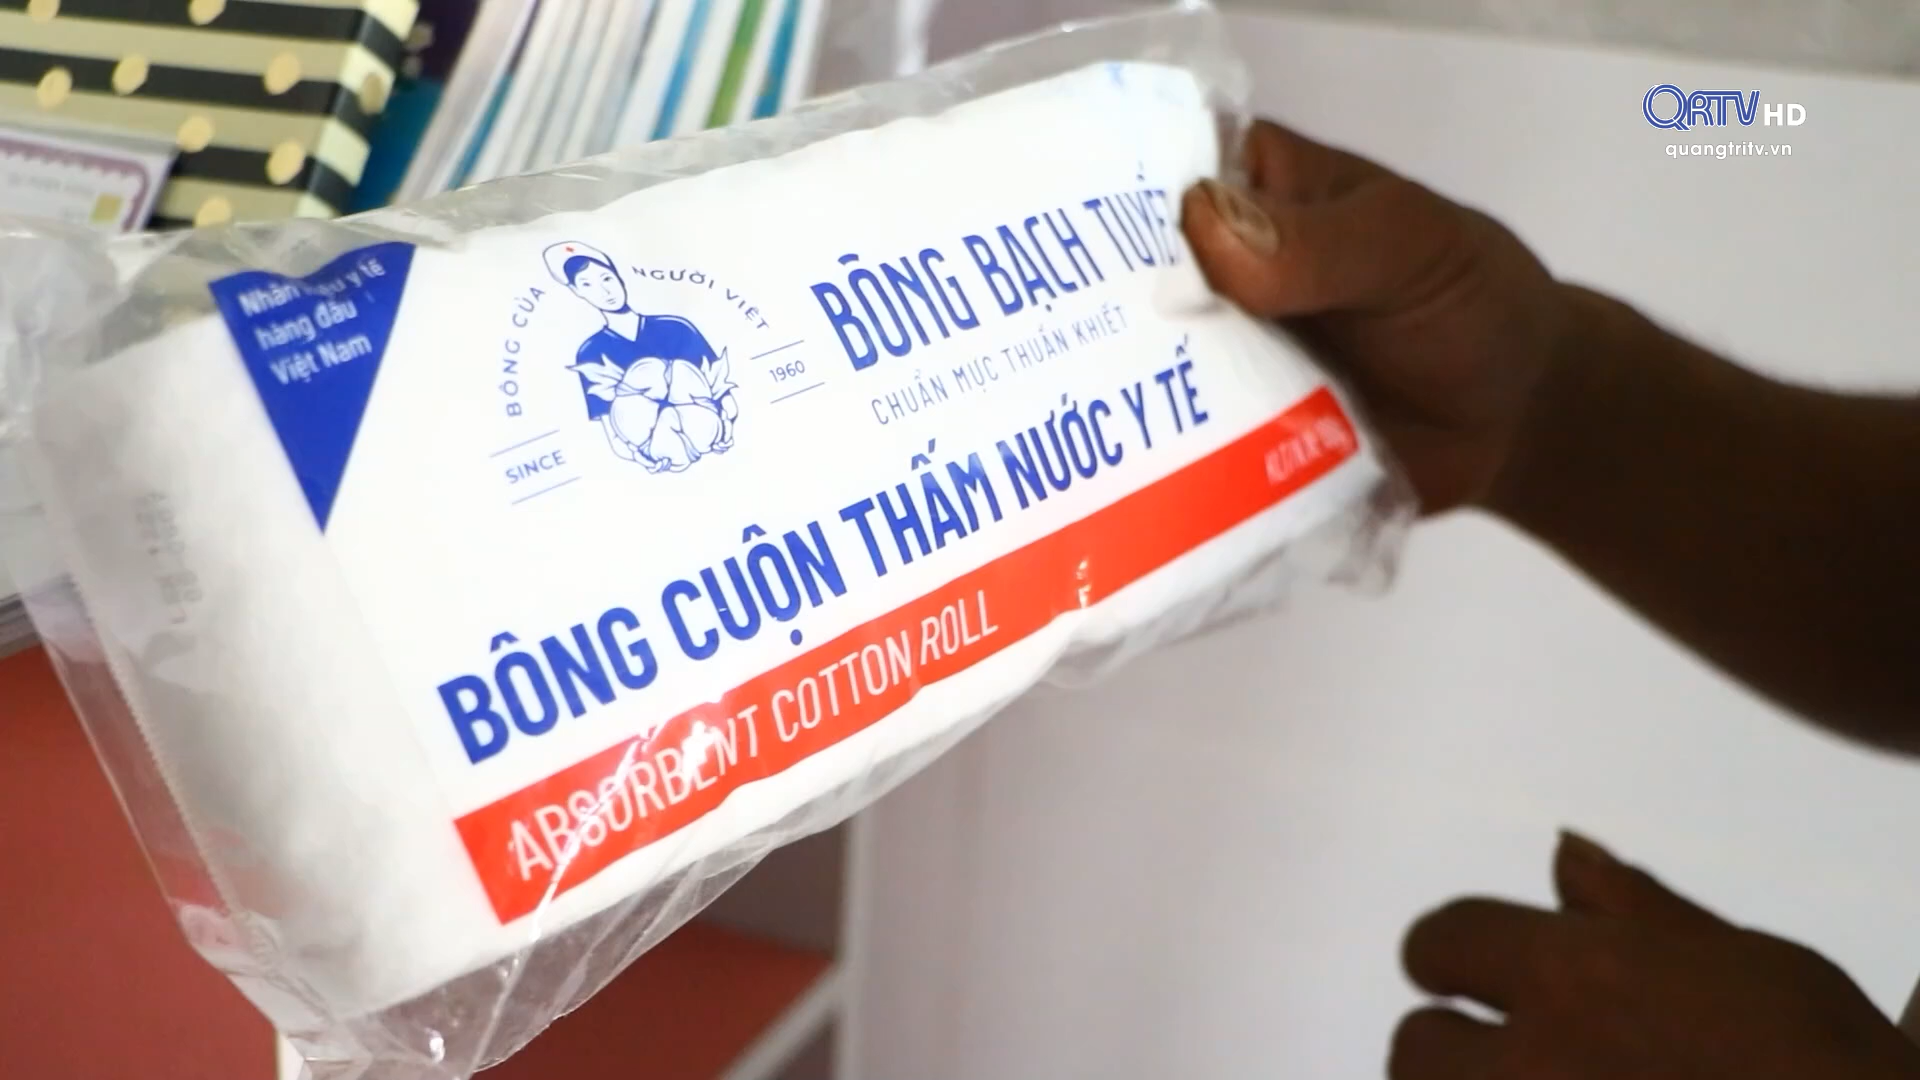 QRTV HD
quangtritv.vn
Nhãn hiệu y tế
hàng đầu
Việt Nam
BÔNG CỦA NGƯỜI VIỆT
SINCE
1960
BÔNG BẠCH TUYẾT
CHUẨN MỰC THUẦN KHIẾT
BÔNG CUỘN THẤM NƯỚC Y TẾ
ABSORBENT COTTON ROLL